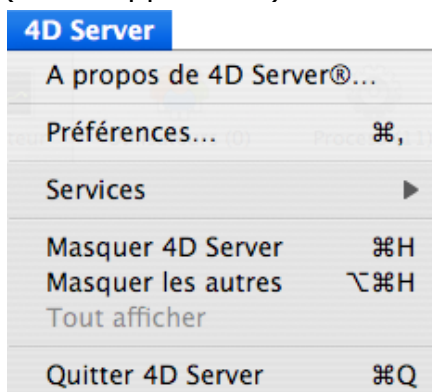 4D Server
A propos de 4D Server®...
Préférences... ⌘,
Services ▶
Masquer 4D Server ⌘H
Masquer les autres ⌥⌘H
Tout afficher
Quitter 4D Server ⌘Q